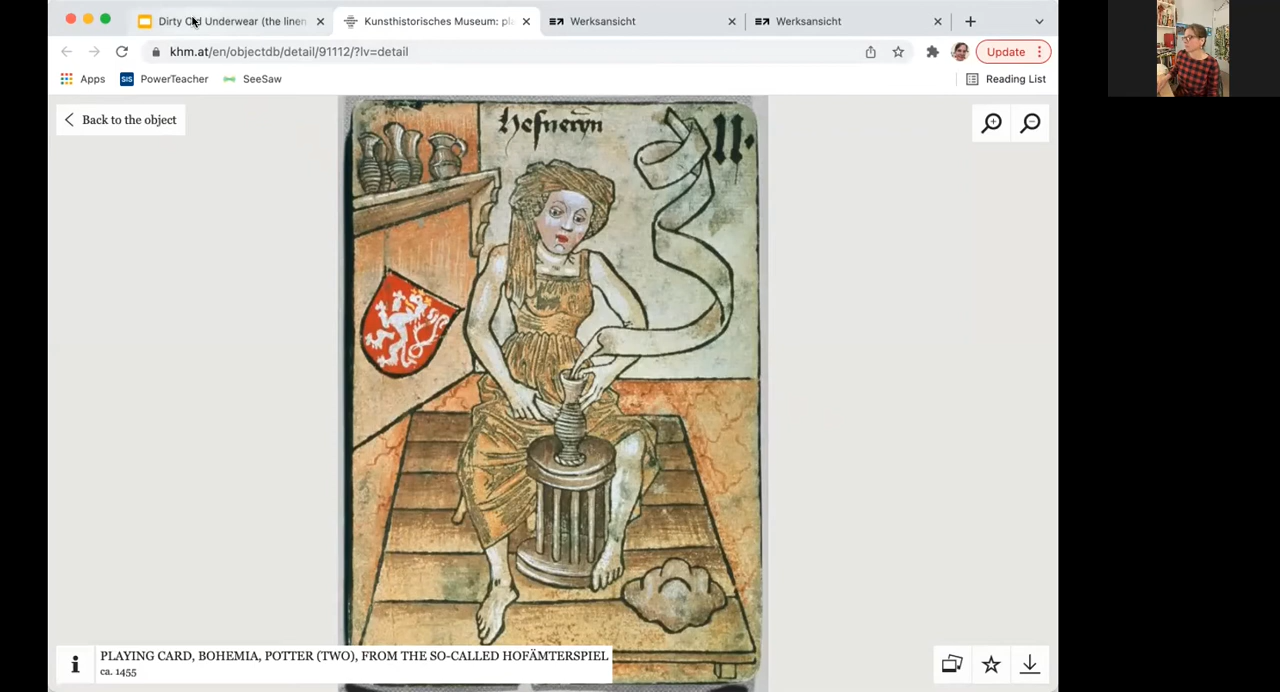 Dirty Old Underwear (the linen
Kunsthistorisches Museum: pl
Werksansicht
Werksansicht
khm.at/en/objectdb/detail/91112/?lv=detail
Update
Apps
SIS
PowerTeacher
SeeSaw
Reading List
Back to the object
Hefneryn
II.
i
PLAYING CARD, BOHEMIA, POTTER (TWO), FROM THE SO-CALLED HOFÄMTERSPIEL
ca. 1455